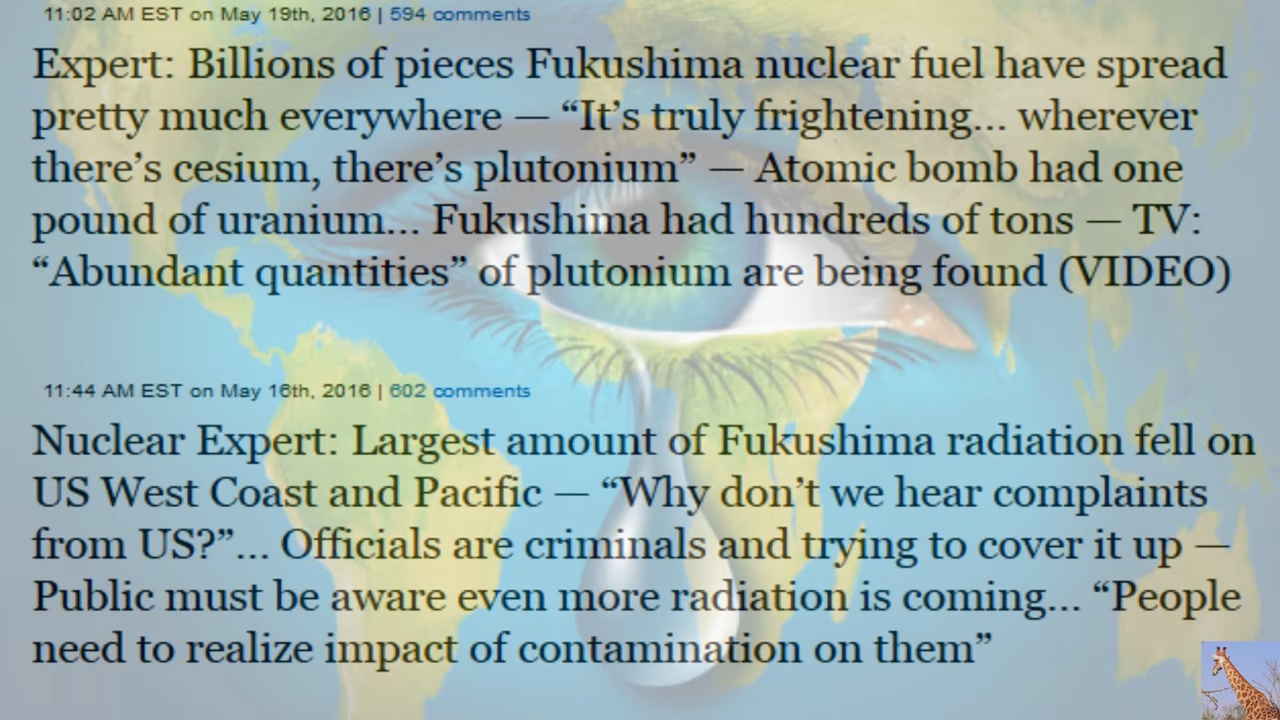 11:02 AM EST on May 19th, 2016 | 594 comments
Expert: Billions of pieces Fukushima nuclear fuel have spread
pretty much everywhere — “It’s truly frightening... wherever
there’s cesium, there’s plutonium” — Atomic bomb had one
pound of uranium... Fukushima had hundreds of tons — TV:
“Abundant quantities” of plutonium are being found (VIDEO)
11:44 AM EST on May 16th, 2016 | 602 comments
Nuclear Expert: Largest amount of Fukushima radiation fell on
US West Coast and Pacific — “Why don’t we hear complaints
from US?”... Officials are criminals and trying to cover it up —
Public must be aware even more radiation is coming... “People
need to realize impact of contamination on them”